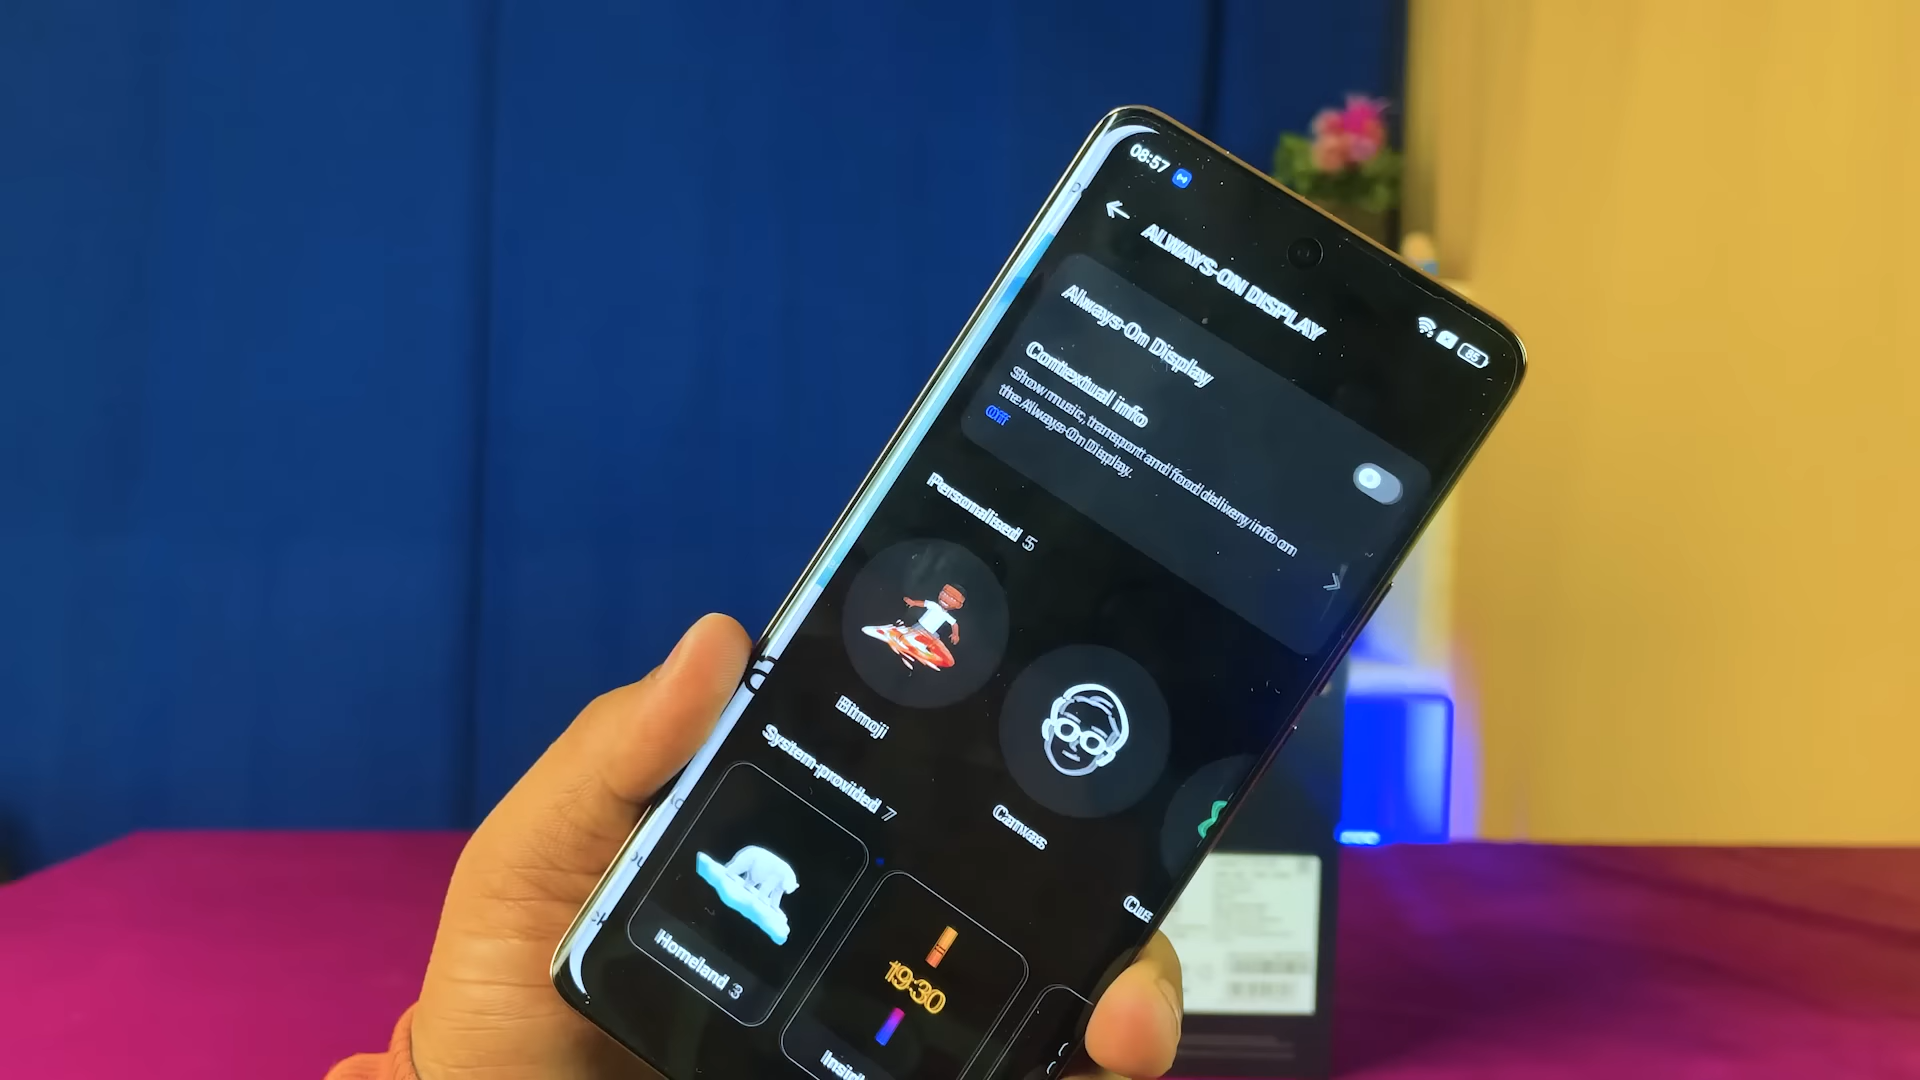 08:57
85
ALWAYS-ON DISPLAY
Always-On Display
Contextual info
Show music, transport and food delivery info on
the Always-On Display.
Off
Personalised 5
Bitmoji
Canvas
System-provided 7
Homeland 3
19:30